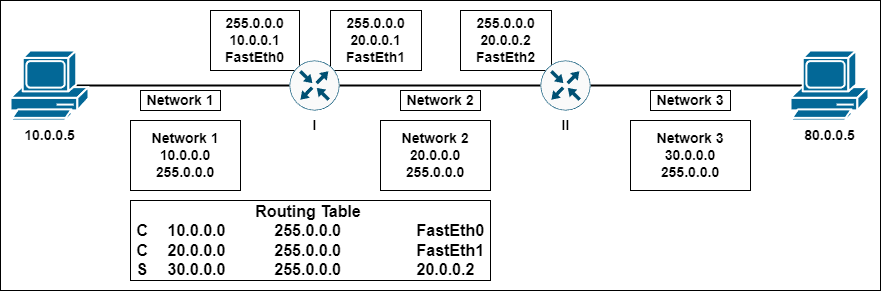 255.0.0.0
10.0.0.1
FastEth0
255.0.0.0
20.0.0.1
FastEth1
255.0.0.0
20.0.0.2
FastEth2
Network 1
Network 2
Network 3
10.0.0.5
I
II
80.0.0.5
Network 1
10.0.0.0
255.0.0.0
Network 2
20.0.0.0
255.0.0.0
Network 3
30.0.0.0
255.0.0.0
Routing Table
C 10.0.0.0 255.0.0.0 FastEth0
C 20.0.0.0 255.0.0.0 FastEth1
S 30.0.0.0 255.0.0.0 20.0.0.2